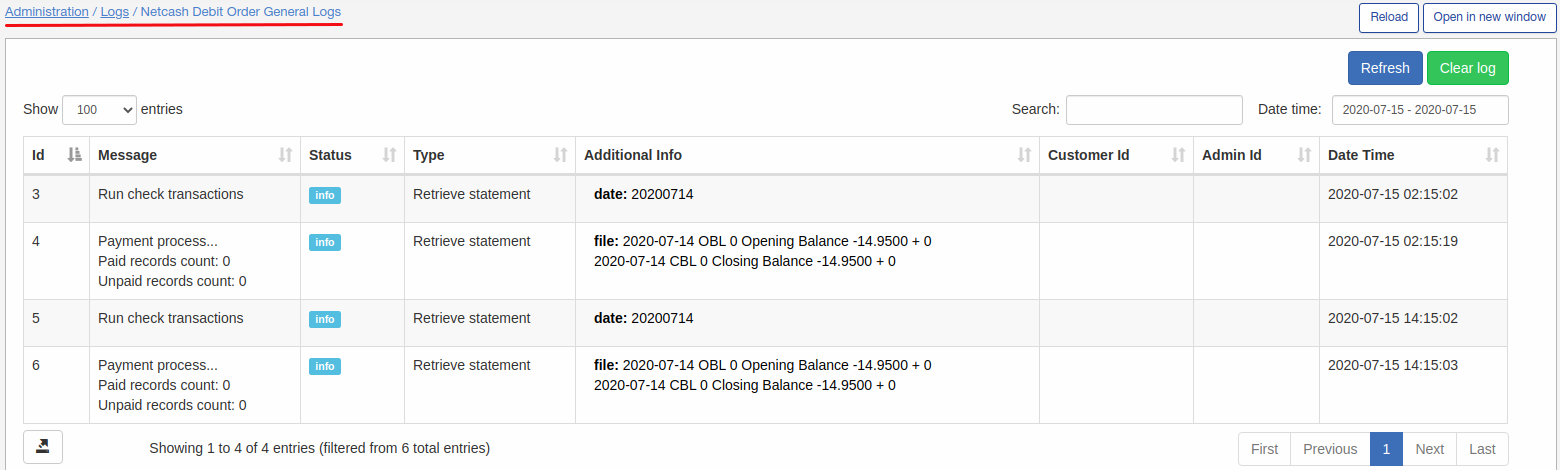 Administration / Logs / Netcash Debit Order General Logs
Reload Open in new window
Refresh Clear log
Show 100 entries Search: Date time: 2020-07-15 - 2020-07-15
Id Message Status Type Additional Info Customer Id Admin Id Date Time
3 Run check transactions info Retrieve statement date: 20200714 2020-07-15 02:15:02
4 Payment process... info Retrieve statement file: 2020-07-14 OBL 0 Opening Balance -14.9500 + 0 2020-07-15 02:15:19
Paid records count: 0 2020-07-14 CBL 0 Closing Balance -14.9500 + 0
Unpaid records count: 0
5 Run check transactions info Retrieve statement date: 20200714 2020-07-15 14:15:02
6 Payment process... info Retrieve statement file: 2020-07-14 OBL 0 Opening Balance -14.9500 + 0 2020-07-15 14:15:03
Paid records count: 0 2020-07-14 CBL 0 Closing Balance -14.9500 + 0
Unpaid records count: 0
Showing 1 to 4 of 4 entries (filtered from 6 total entries) First Previous 1 Next Last